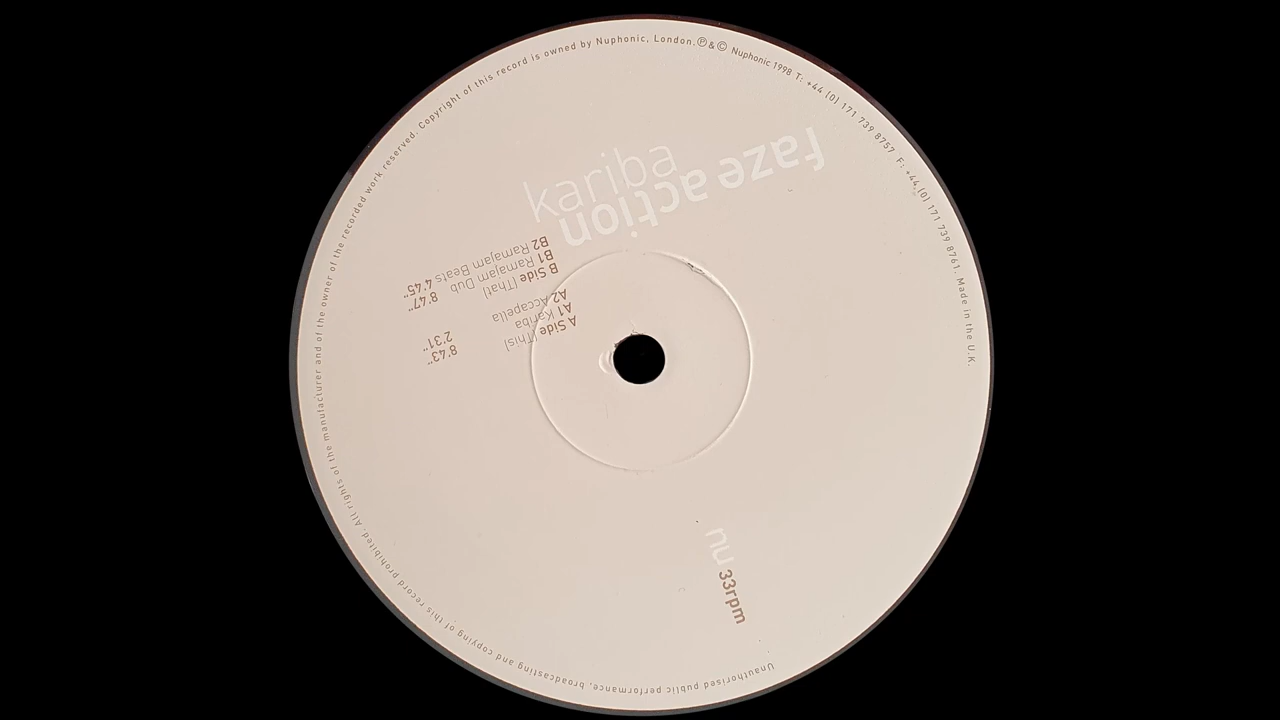 kariba
faze action
A Side (This)
A1 Kariba 8'43"
A2 Accapella 2'31"
B Side (That)
B1 Ramajam Dub 8'47"
B2 Ramajam Beats 4'45"
nu 33rpm
Unauthorised public performance, broadcasting and copying of this record prohibited. All rights of the manufacturer and of the owner of the recorded work reserved. Copyright of this record is owned by Nuphonic, London. ℗ & © Nuphonic 1998 T: +44 (0) 171 739 8757 F: +44 (0) 171 739 8761. Made in the U.K.